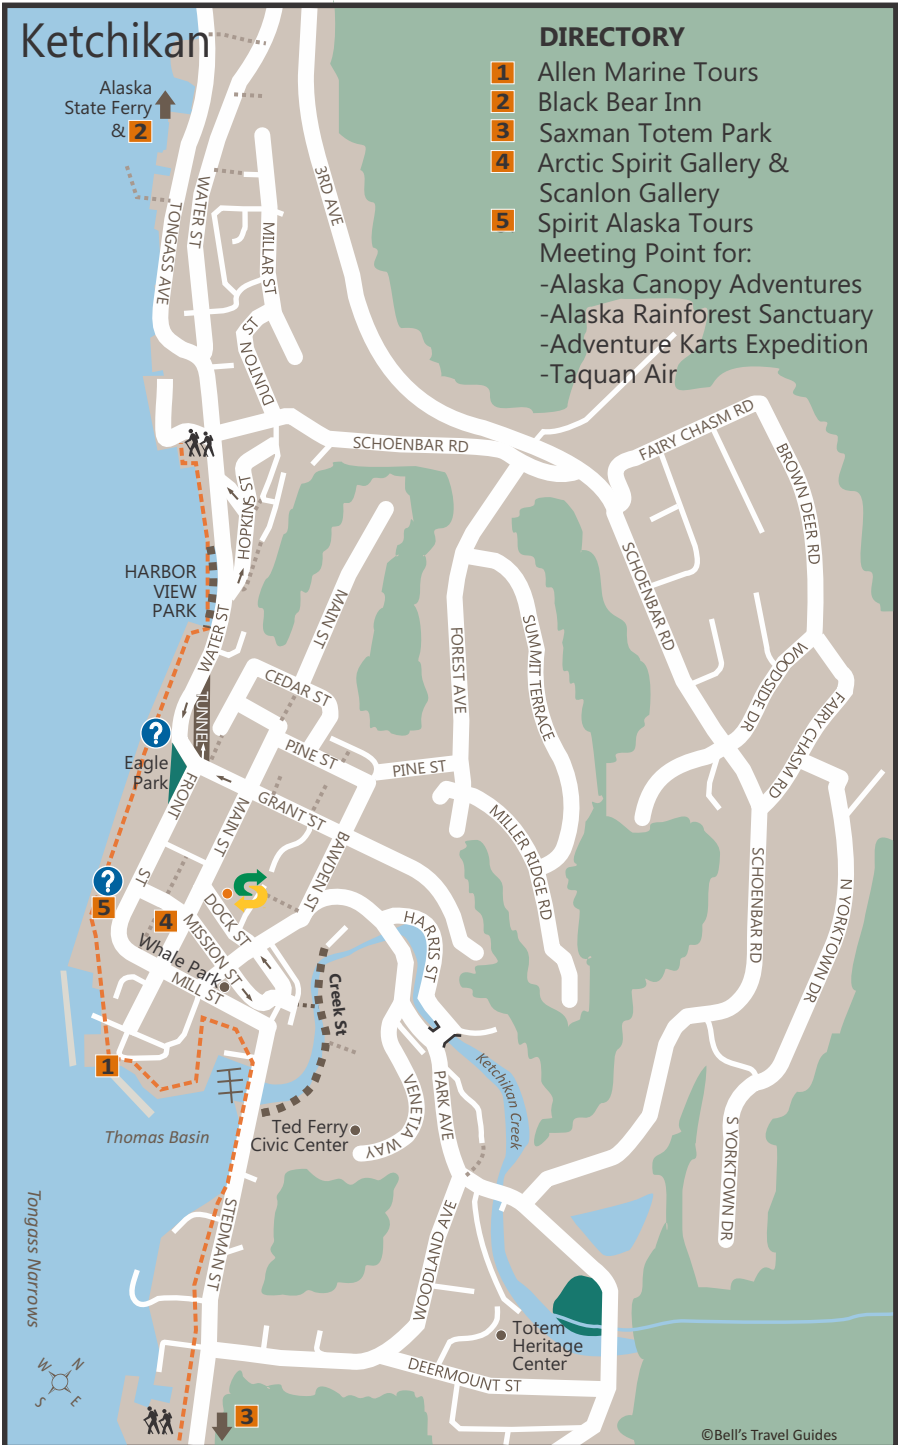 Ketchikan
DIRECTORY
1 Allen Marine Tours
2 Black Bear Inn
3 Saxman Totem Park
4 Arctic Spirit Gallery &
Scanlon Gallery
5 Spirit Alaska Tours
Meeting Point for:
-Alaska Canopy Adventures
-Alaska Rainforest Sanctuary
-Adventure Karts Expedition
-Taquan Air
Alaska
State Ferry
& 2
3RD AVE
WATER ST
TONGASS AVE
MILLAR ST
DUNTON ST
SCHOENBAR RD
FAIRY CHASM RD
BROWN DEER RD
HOPKINS ST
HARBOR
VIEW
PARK
WATER ST
MAIN ST
SCHOENBAR RD
FOREST AVE
SUMMIT TERRACE
WOODSIDE DR
FAIRY CHASM RD
CEDAR ST
TUNNEL
?
Eagle
Park
PINE ST
PINE ST
FRONT
ST
MAIN ST
GRANT ST
BAWDEN ST
MILLER RIDGE RD
SCHOENBAR RD
N YORKTOWN DR
?
5
4
DOCK ST
MISSION ST
HARRIS ST
Whale Park
MILL ST
Creek St
1
Ketchikan Creek
VENETIA WAY
PARK AVE
Thomas Basin
Ted Ferry
Civic Center
S YORKTOWN DR
Tongass Narrows
STEDMAN ST
WOODLAND AVE
Totem
Heritage
Center
DEERMOUNT ST
W N
S E
3
©Bell's Travel Guides